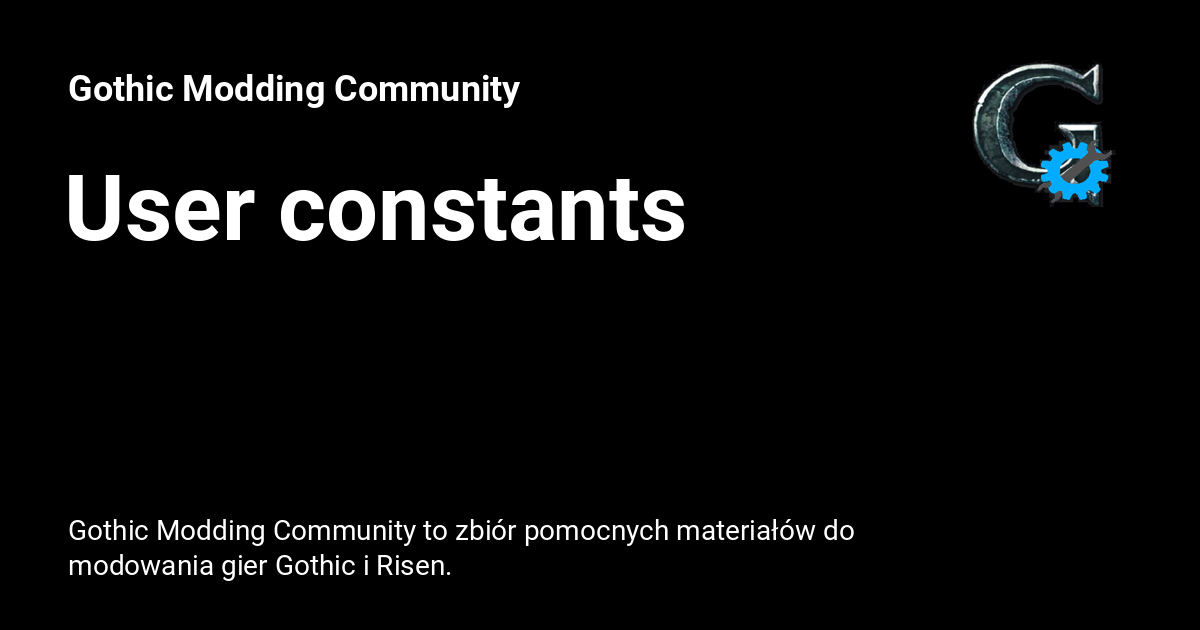 Gothic Modding Community
User constants
Gothic Modding Community to zbiór pomocnych materiałów do
modowania gier Gothic i Risen.